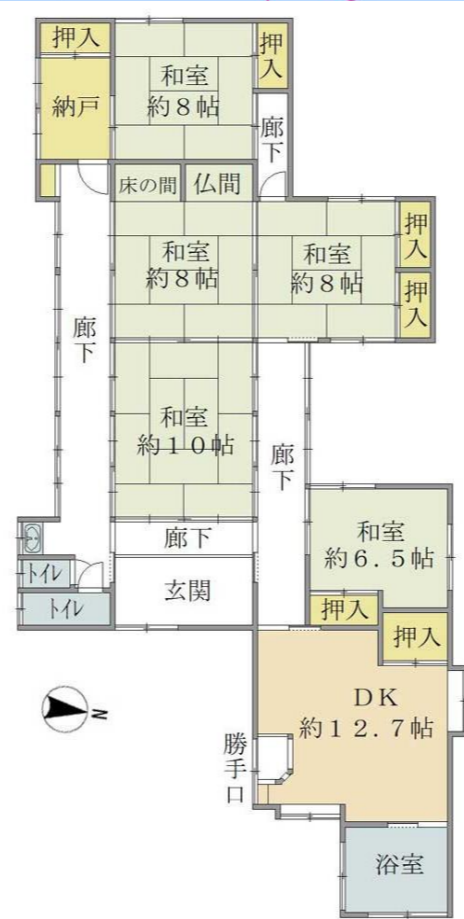 押入
和室
約8帖
押入
納戸
廊下
床の間
仏間
和室
約8帖
和室
約8帖
押入
押入
廊下
和室
約10帖
廊下
廊下
和室
約6.5帖
トイレ
玄関
トイレ
押入
押入
DK
約12.7帖
N
勝手口
浴室